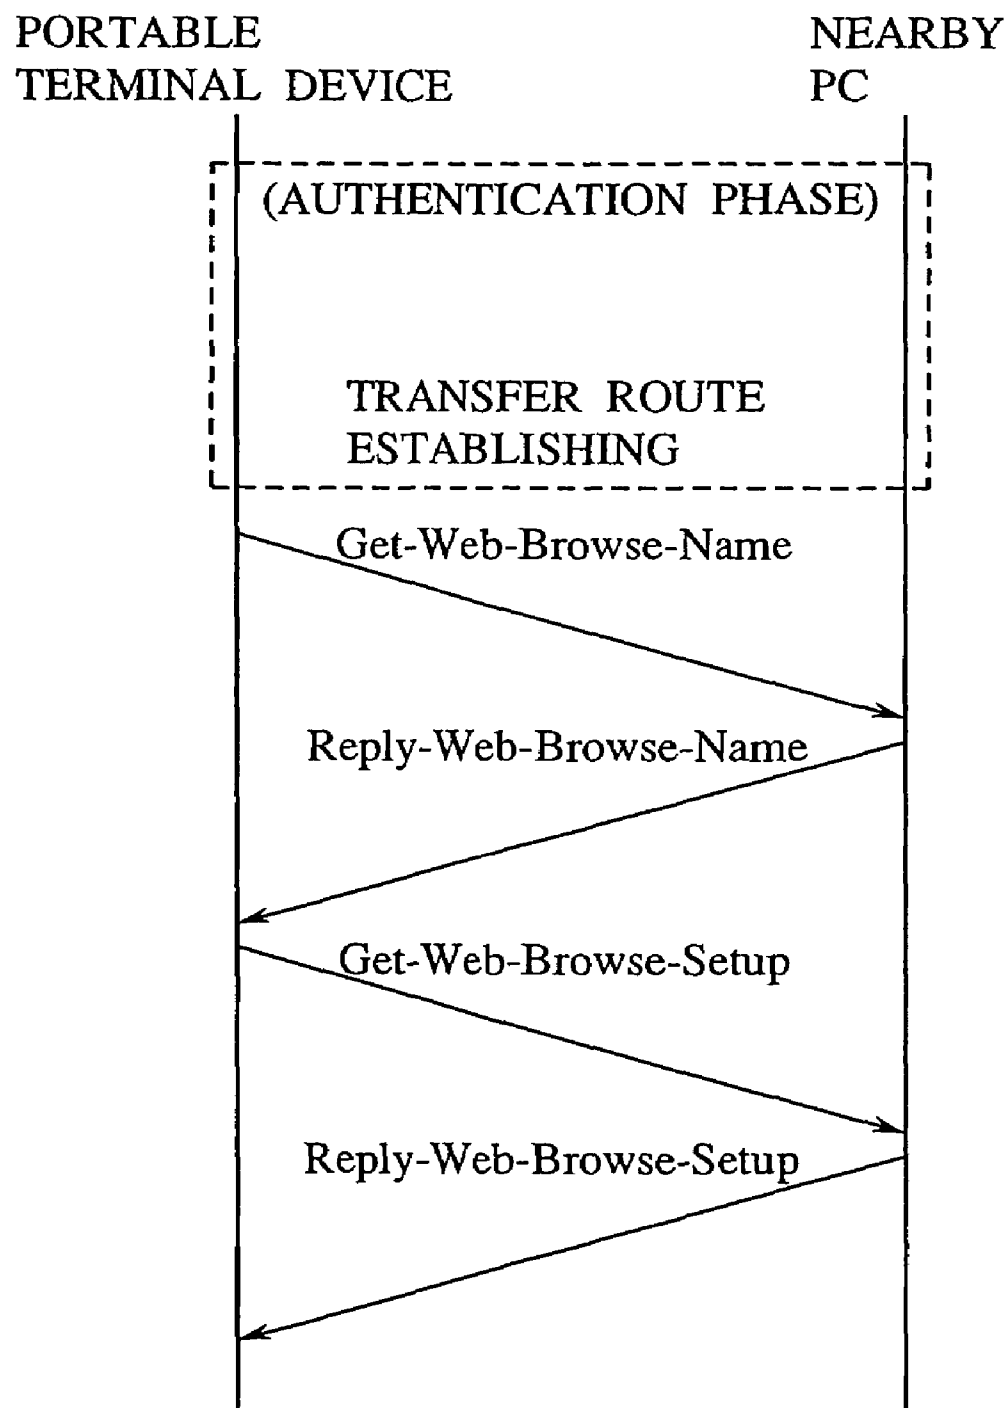 PORTABLE
TERMINAL DEVICE
NEARBY
PC
(AUTHENTICATION PHASE)
TRANSFER ROUTE
ESTABLISHING
Get-Web-Browse-Name
Reply-Web-Browse-Name
Get-Web-Browse-Setup
Reply-Web-Browse-Setup